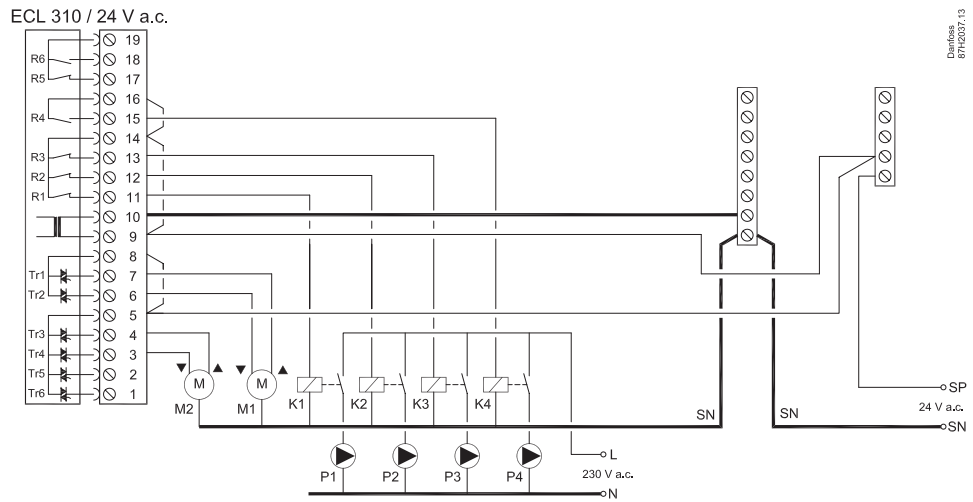 ECL 310 / 24 V a.c.
Danfoss
87H2037.13
19
R6 18
R5 17
16
R4 15
14
R3 13
R2 12
R1 11
10
9
8
Tr1 7
Tr2 6
5
Tr3 4
Tr4 3
Tr5 2
Tr6 1
M M
M2 M1 K1 K2 K3 K4
SP
24 V a.c.
SN SN SN
P1 P2 P3 P4
L
230 V a.c.
N